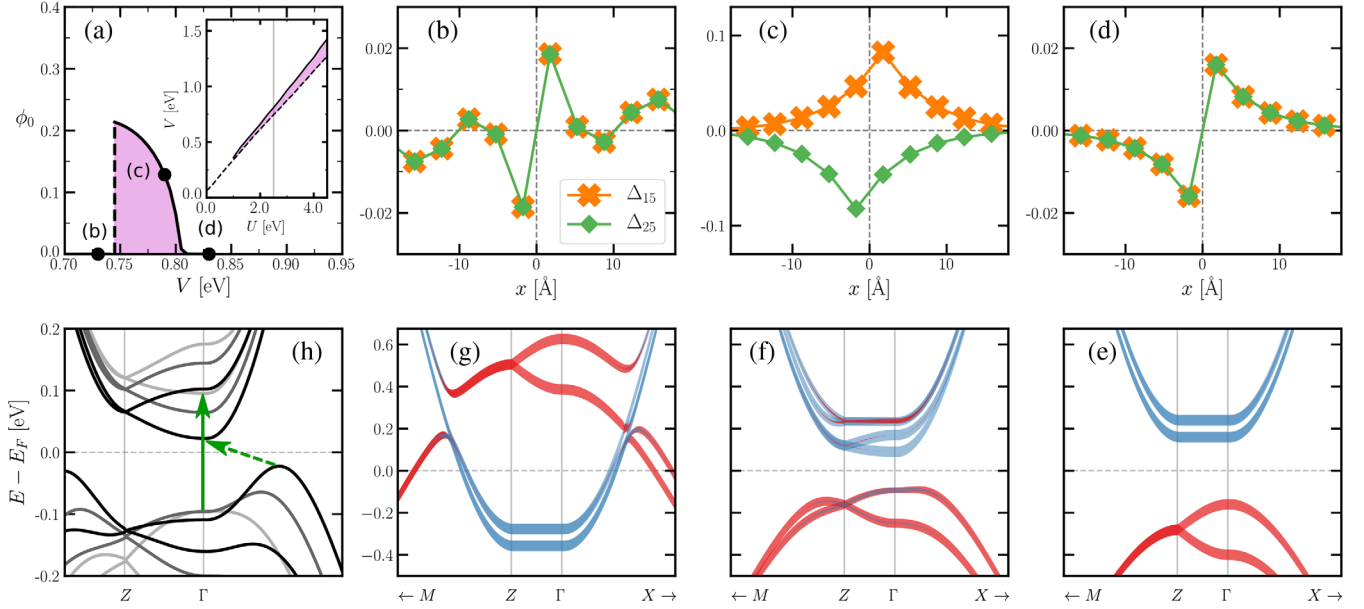 (a)
0.4
0.3
0.2
0.1
0.0
ϕ₀
0.70
0.75
0.80
0.85
0.90
0.95
V [eV]
(b)
(c)
(d)
1.5
1.0
0.5
0.0
V [eV]
0.0
2.0
4.0
U [eV]
(b)
0.02
0.00
-0.02
-10
0
10
x [Å]
Δ₁₅
Δ₂₅
(c)
0.1
0.0
-0.1
-10
0
10
x [Å]
(d)
0.02
0.00
-0.02
-10
0
10
x [Å]
(h)
0.2
0.1
0.0
-0.1
-0.2
E − E_F [eV]
Z
Γ
(g)
0.6
0.4
0.2
0.0
−0.2
−0.4
← M
Z
Γ
X →
(f)
← M
Z
Γ
X →
(e)
← M
Z
Γ
X →